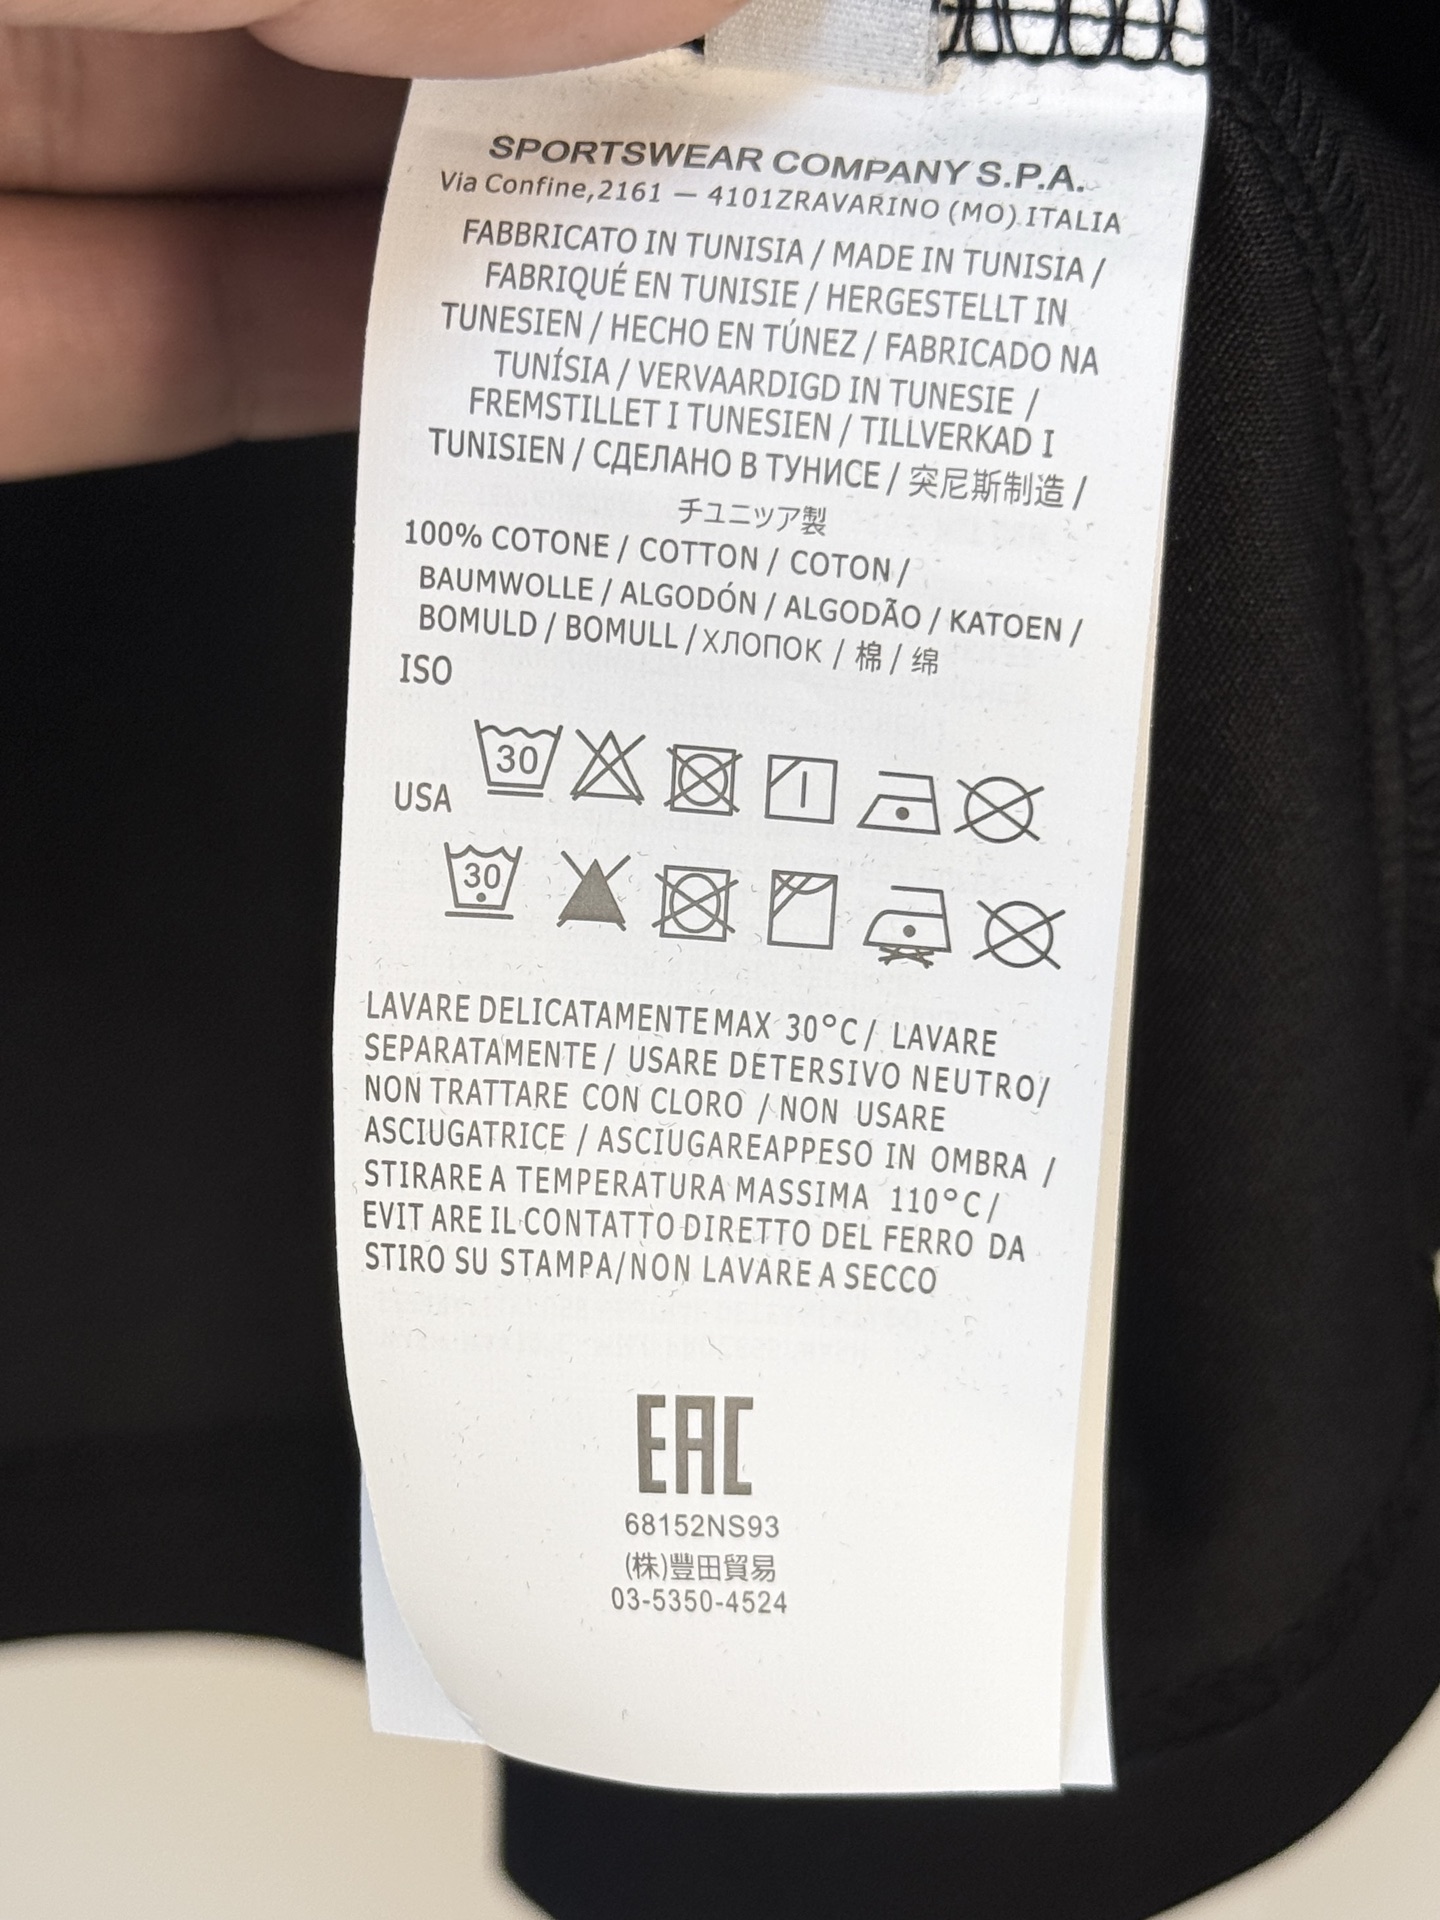 SPORTSWEAR COMPANY S.P.A.
Via Confine,2161 — 4101ZRAVARINO (MO) ITALIA
FABBRICATO IN TUNISIA / MADE IN TUNISIA /
FABRIQUÉ EN TUNISIE / HERGESTELLT IN
TUNESIEN / HECHO EN TÚNEZ / FABRICADO NA
TUNÍSIA / VERVAARDIGD IN TUNESIE /
FREMSTILLET I TUNESIEN / TILLVERKAD I
TUNISIEN / СДЕЛАНО В ТУНИСЕ / 突尼斯制造 /
チュニツア製
100% COTONE / COTTON / COTON /
BAUMWOLLE / ALGODÓN / ALGODÃO / KATOEN /
BOMULD / BOMULL / ХЛОПОК / 棉 / 绵
ISO
30
USA
30
LAVARE DELICATAMENTE MAX 30°C / LAVARE
SEPARATAMENTE / USARE DETERSIVO NEUTRO/
NON TRATTARE CON CLORO / NON USARE
ASCIUGATRICE / ASCIUGAREAPPESO IN OMBRA /
STIRARE A TEMPERATURA MASSIMA 110°C /
EVIT ARE IL CONTATTO DIRETTO DEL FERRO DA
STIRO SU STAMPA/NON LAVARE A SECCO
EAC
68152NS93
(株)豐田貿易
03-5350-4524